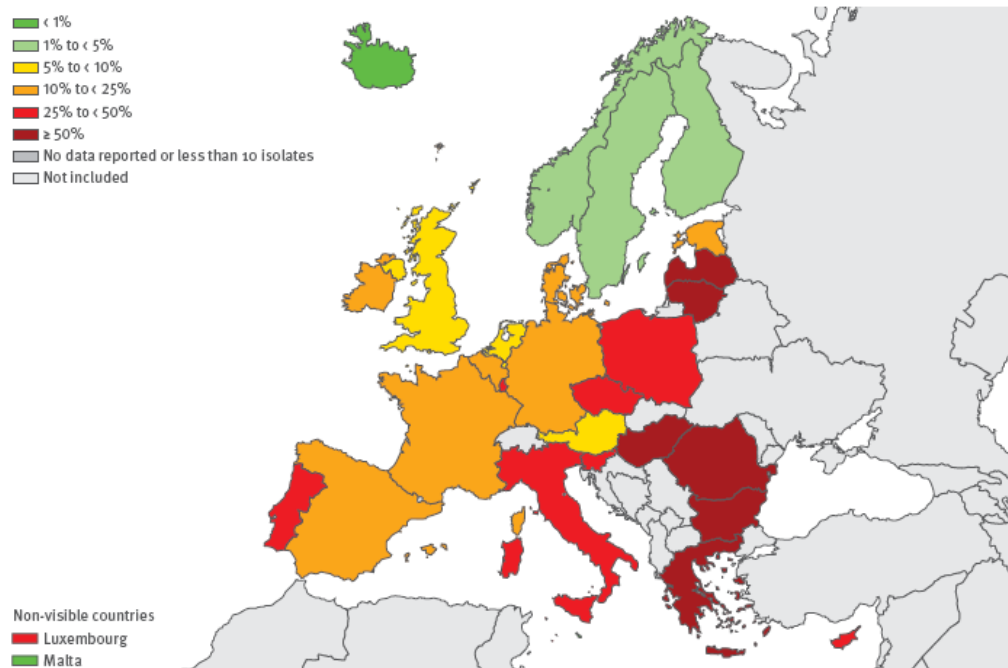 < 1%
1% to < 5%
5% to < 10%
10% to < 25%
25% to < 50%
≥ 50%
No data reported or less than 10 isolates
Not included
Non-visible countries
Luxembourg
Malta